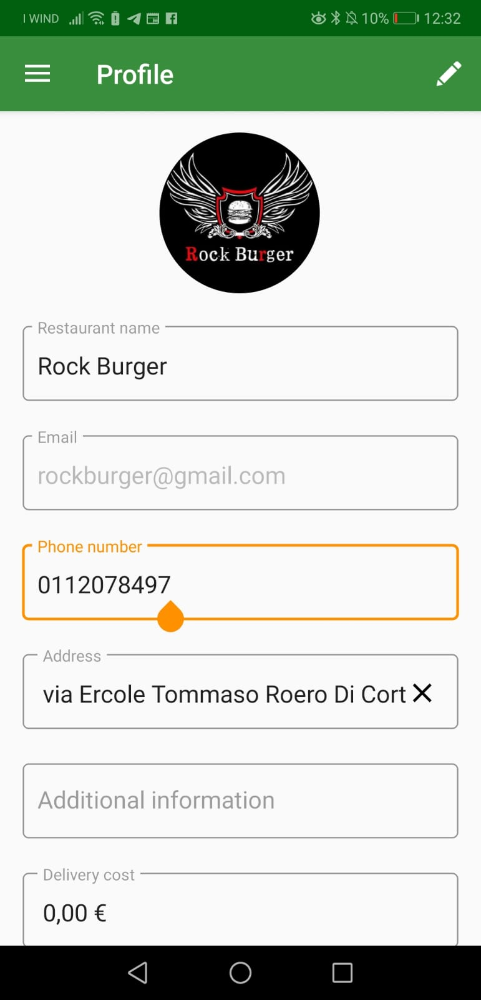 I WIND 10% 12:32
Profile
Rock Burger
Restaurant name
Rock Burger
Email
rockburger@gmail.com
Phone number
0112078497
Address
via Ercole Tommaso Roero Di Cort
Additional information
Delivery cost
0,00 €